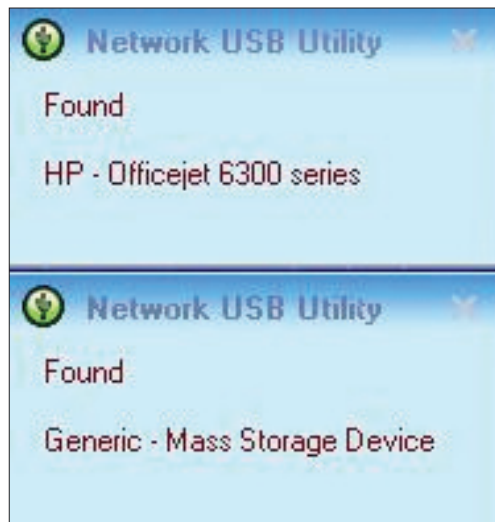 Network USB Utility
Found
HP - Officejet 6300 series
Network USB Utility
Found
Generic - Mass Storage Device